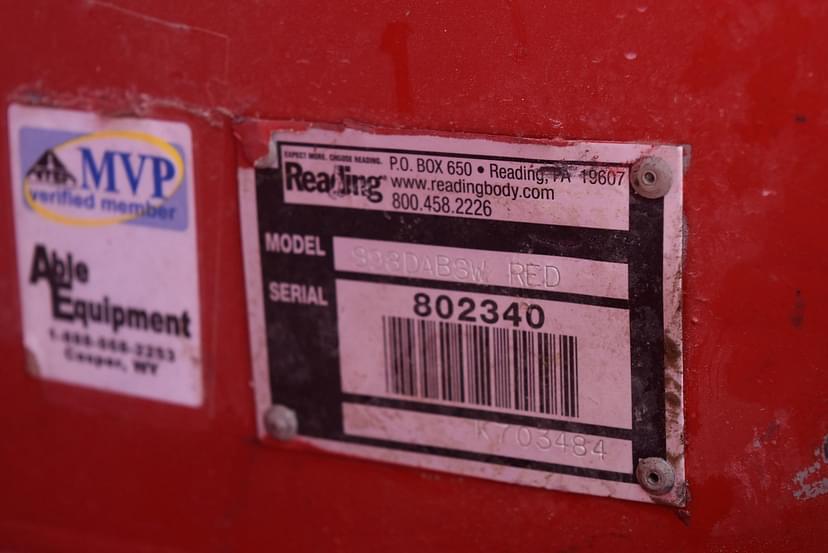 MVP
verified member
Able
Equipment
Casper, WY
EXPECT MORE. CHOOSE READING.
Reading
P.O. BOX 650 • Reading, PA 19607
www.readingbody.com
800.458.2226
MODEL
RED
SERIAL
802340
K703484